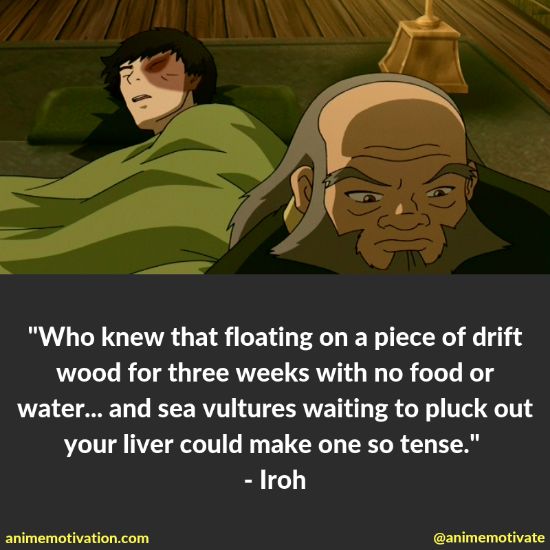 "Who knew that floating on a piece of drift
wood for three weeks with no food or
water... and sea vultures waiting to pluck out
your liver could make one so tense."
- Iroh
animemotivation.com
@animemotivate